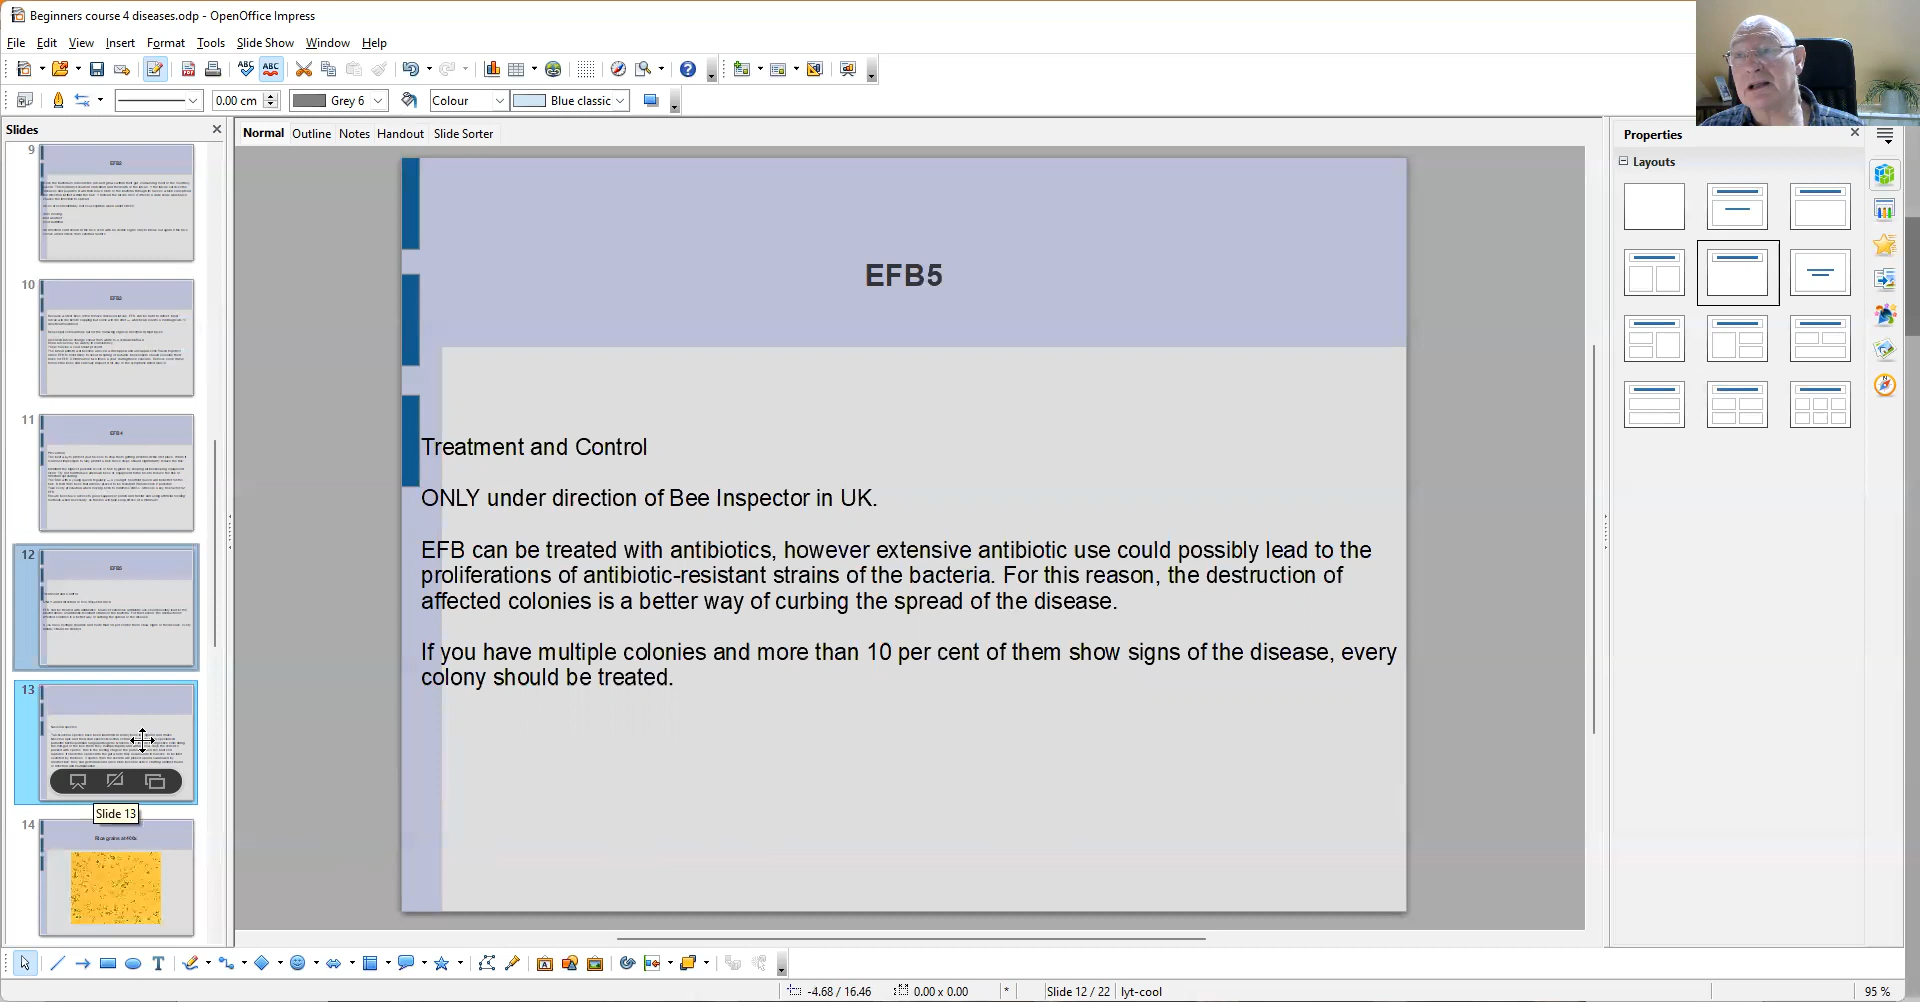 Beginners course 4 diseases.odp - OpenOffice Impress
File Edit View Insert Format Tools Slide Show Window Help
0.00 cm Grey 6 Colour Blue classic
Slides
Normal Outline Notes Handout Slide Sorter
Properties
Layouts
9
10
11
EFB4
12
EFB5
13
Slide 13
14
Rice grains at 400x
EFB5
Treatment and Control
ONLY under direction of Bee Inspector in UK.
EFB can be treated with antibiotics, however extensive antibiotic use could possibly lead to the
proliferations of antibiotic-resistant strains of the bacteria. For this reason, the destruction of
affected colonies is a better way of curbing the spread of the disease.
If you have multiple colonies and more than 10 per cent of them show signs of the disease, every
colony should be treated.
-4.68 / 16.46 0.00 x 0.00 * Slide 12 / 22 lyt-cool 95 %